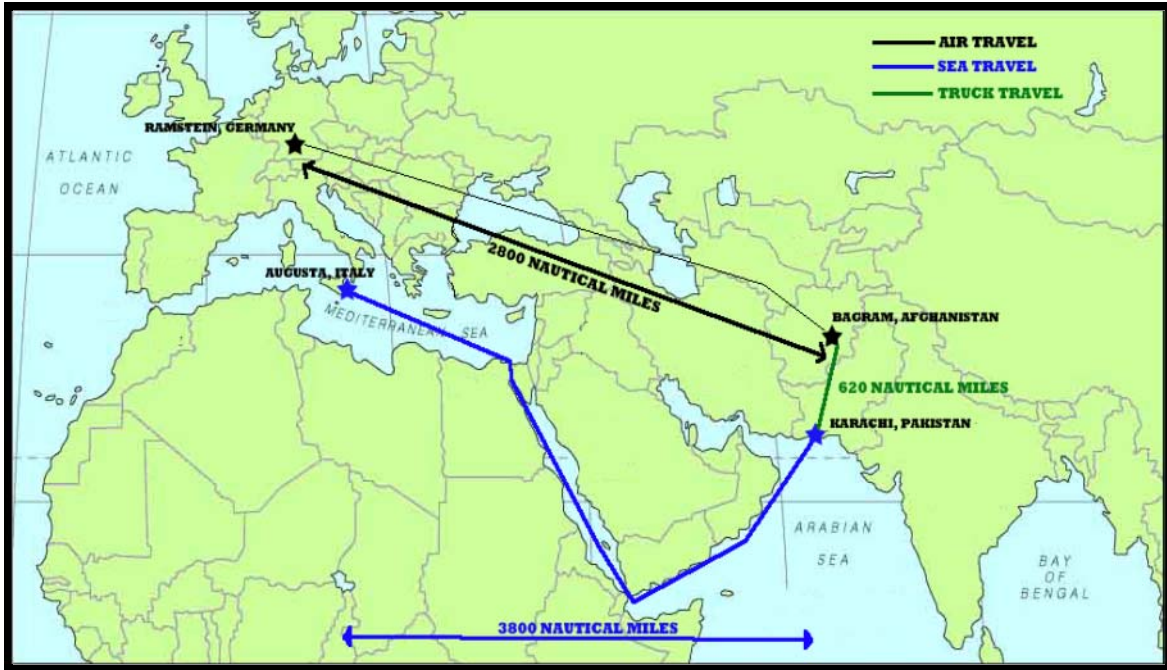 AIR TRAVEL
SEA TRAVEL
TRUCK TRAVEL
RAMSTEIN, GERMANY
ATLANTIC
OCEAN
2800 NAUTICAL MILES
AUGUSTA, ITALY
MEDITERRANEAN SEA
BAGRAM, AFGHANISTAN
620 NAUTICAL MILES
KARACHI, PAKISTAN
ARABIAN
SEA
BAY
OF
BENGAL
3800 NAUTICAL MILES